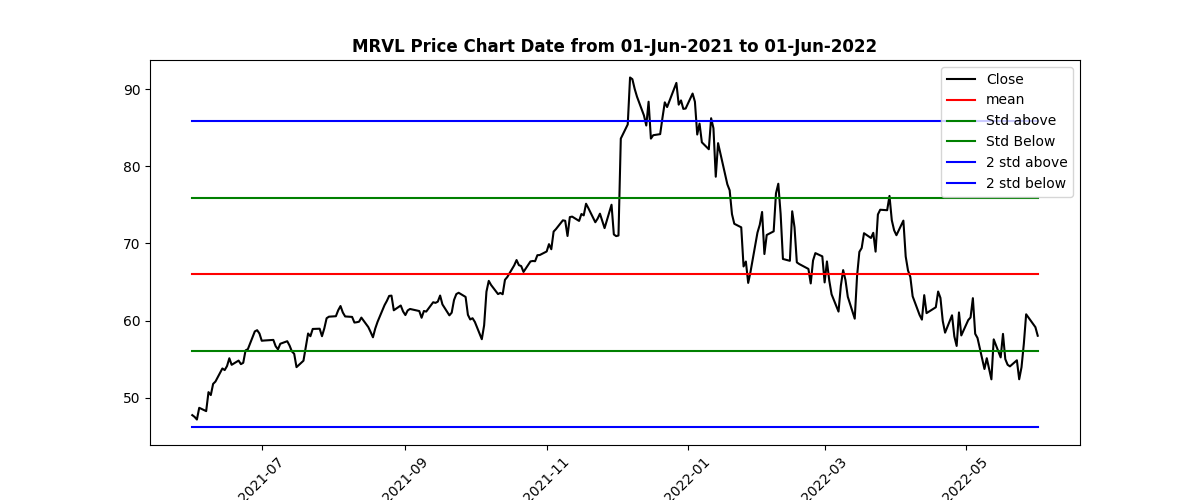 MRVL Price Chart Date from 01-Jun-2021 to 01-Jun-2022
90
80
70
60
50
Close
mean
Std above
Std Below
2 std above
2 std below
2021-07
2021-09
2021-11
2022-01
2022-03
2022-05